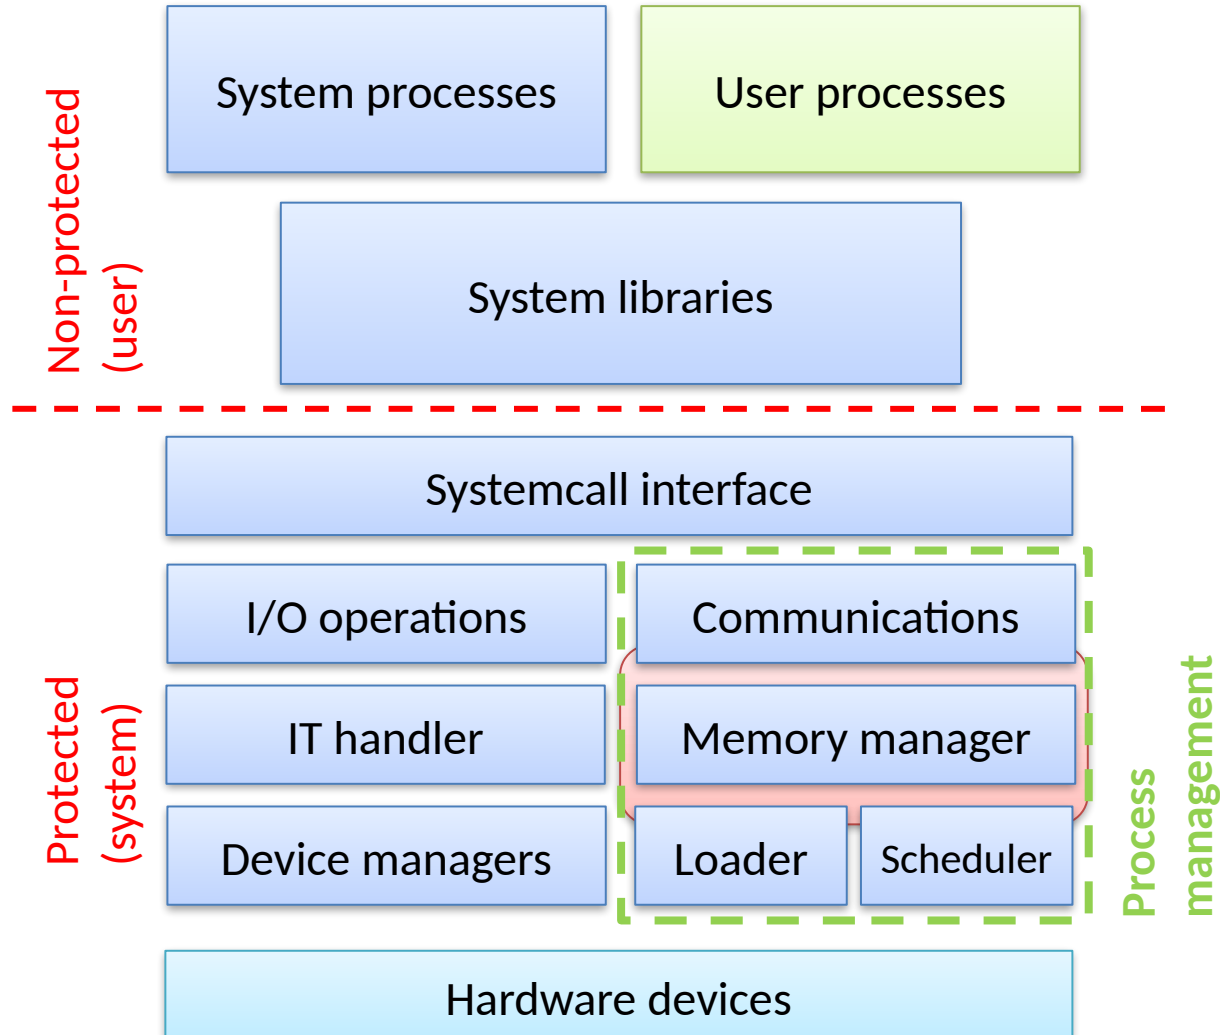 System processes
User processes
Non-protected
(user)
System libraries
Systemcall interface
I/O operations
Communications
Protected
(system)
IT handler
Memory manager
Process
management
Device managers
Loader
Scheduler
Hardware devices